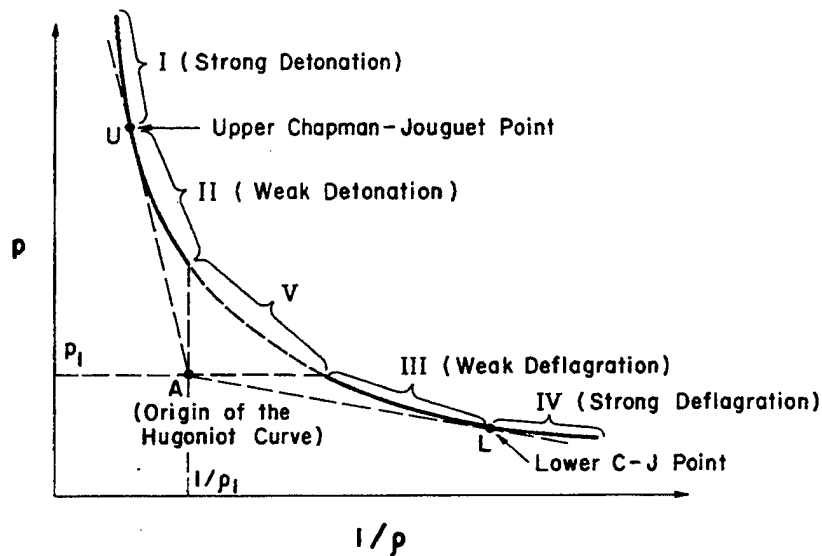 I (Strong Detonation)
U
Upper Chapman-Jouguet Point
II (Weak Detonation)
p
V
p₁
A
(Origin of the
Hugoniot Curve)
III (Weak Deflagration)
IV (Strong Deflagration)
L
Lower C-J Point
1/ρ₁
1/ρ